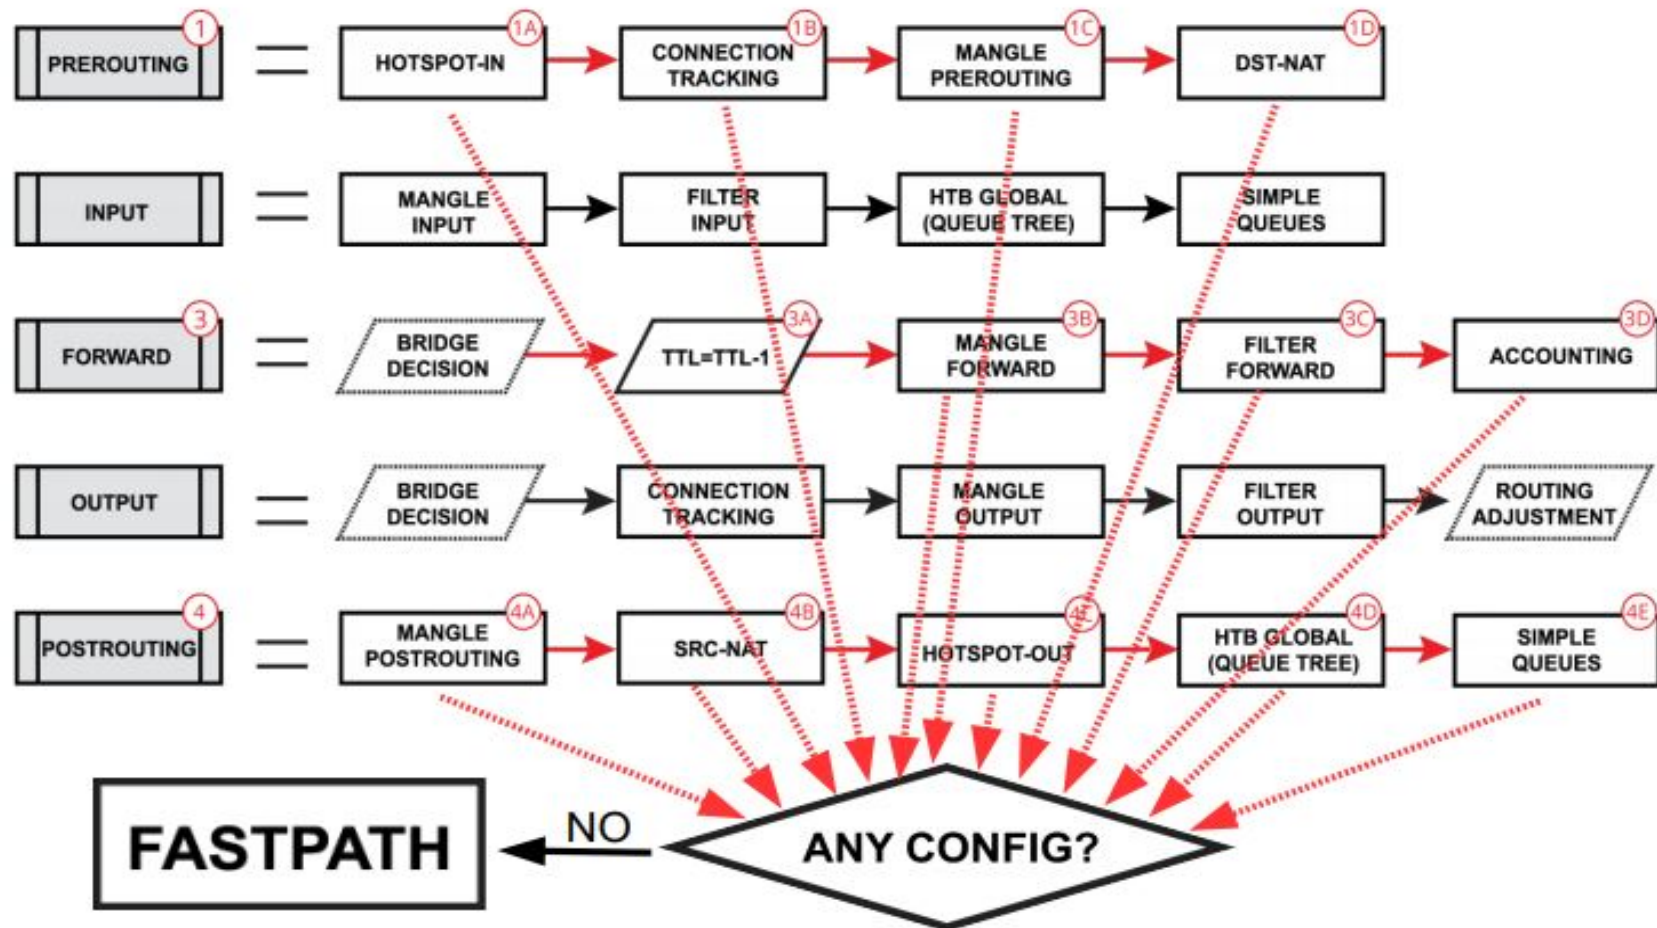 1
PREROUTING
=
1A
HOTSPOT-IN
1B
CONNECTION
TRACKING
1C
MANGLE
PREROUTING
1D
DST-NAT
INPUT
=
MANGLE
INPUT
FILTER
INPUT
HTB GLOBAL
(QUEUE TREE)
SIMPLE
QUEUES
3
FORWARD
=
BRIDGE
DECISION
3A
TTL=TTL-1
3B
MANGLE
FORWARD
3C
FILTER
FORWARD
3D
ACCOUNTING
OUTPUT
=
BRIDGE
DECISION
CONNECTION
TRACKING
MANGLE
OUTPUT
FILTER
OUTPUT
ROUTING
ADJUSTMENT
4
POSTROUTING
=
4A
MANGLE
POSTROUTING
4B
SRC-NAT
4C
HOTSPOT-OUT
4D
HTB GLOBAL
(QUEUE TREE)
4E
SIMPLE
QUEUES
FASTPATH
NO
ANY CONFIG?